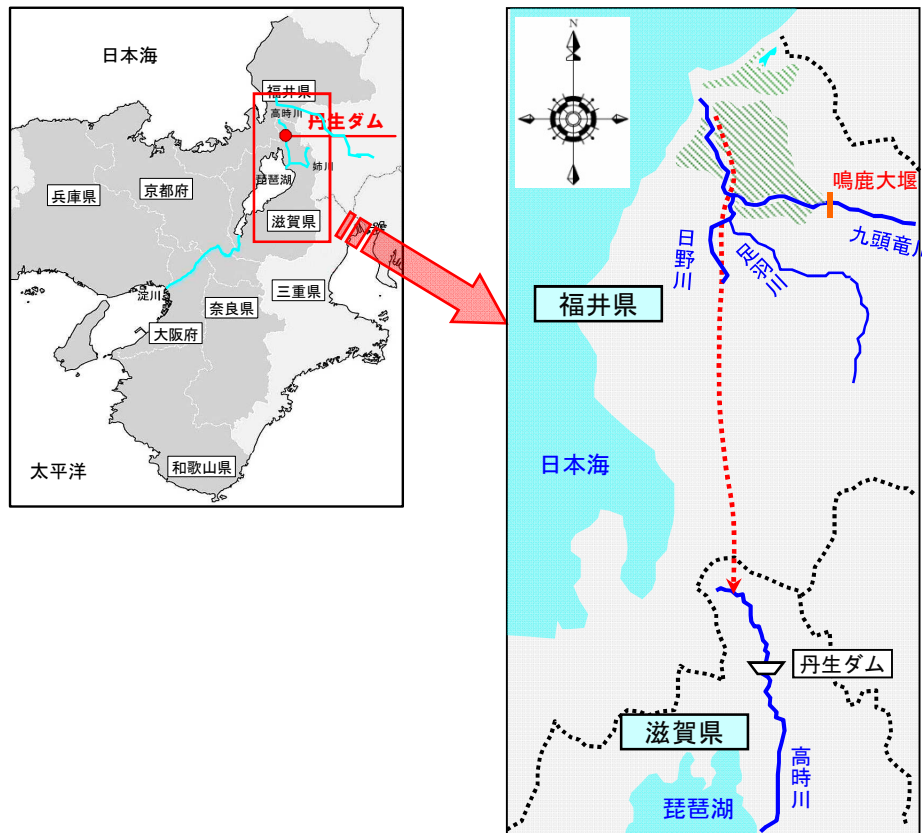 日本海
福井県
高時川
丹生ダム
姉川
琵琶湖
京都府
兵庫県
滋賀県
三重県
淀川
奈良県
大阪府
和歌山県
太平洋
N
鳴鹿大堰
九頭竜川
日野川
足羽川
福井県
日本海
丹生ダム
滋賀県
高時川
琵琶湖